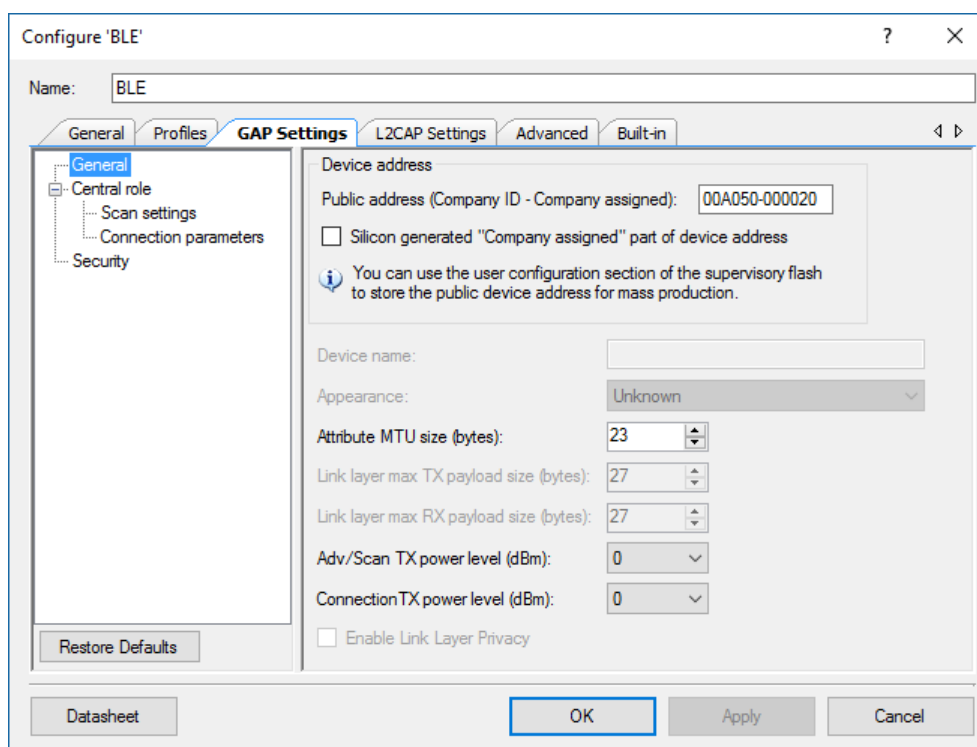 Configure 'BLE'
?
Name:
BLE
General
Profiles
GAP Settings
L2CAP Settings
Advanced
Built-in
General
Central role
Scan settings
Connection parameters
Security
Restore Defaults
Device address
Public address (Company ID - Company assigned):
00A050-000020
Silicon generated "Company assigned" part of device address
You can use the user configuration section of the supervisory flash
to store the public device address for mass production.
Device name:
Appearance:
Unknown
Attribute MTU size (bytes):
23
Link layer max TX payload size (bytes):
27
Link layer max RX payload size (bytes):
27
Adv/Scan TX power level (dBm):
0
Connection TX power level (dBm):
0
Enable Link Layer Privacy
Datasheet
OK
Apply
Cancel